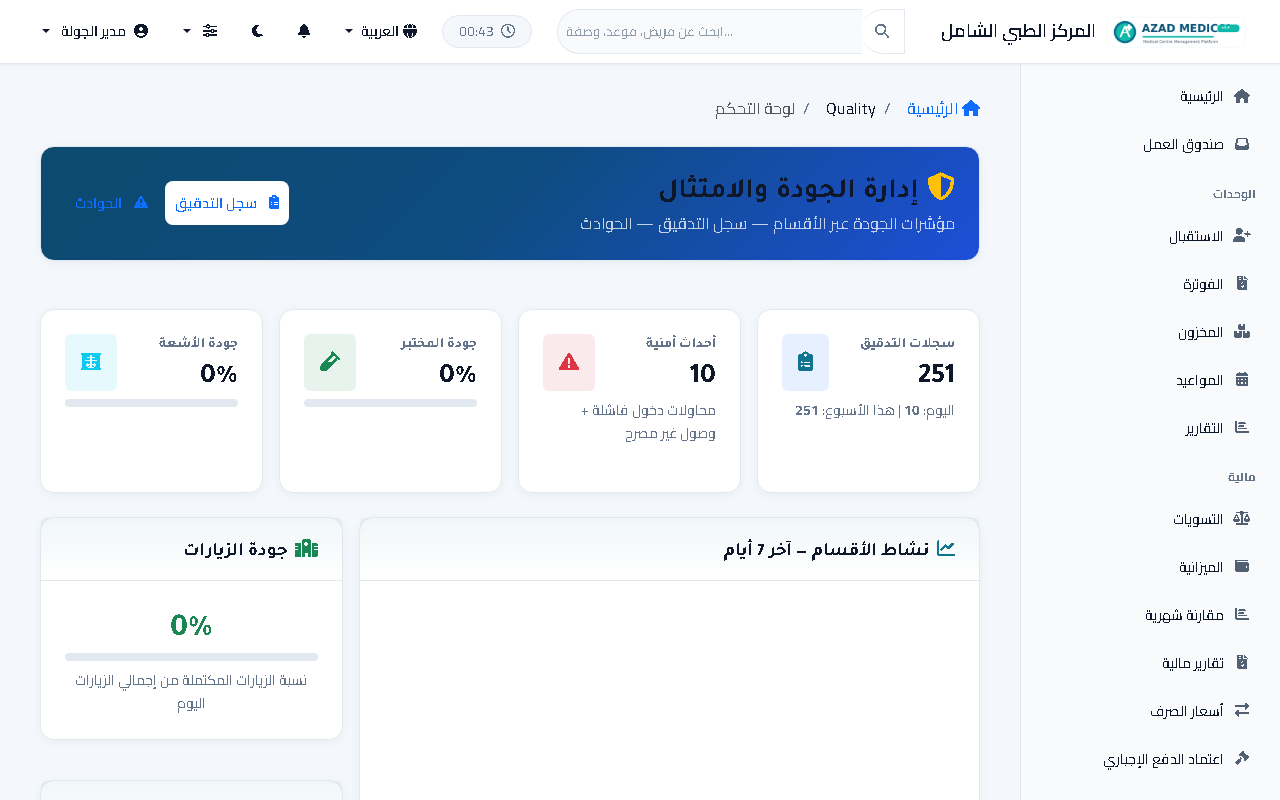 AZAD MEDIC
Medical Centre Management Platform
المركز الطبي الشامل
ابحث عن مريض، موعد، وصفة...
00:43
العربية
مدير الجولة
الرئيسية
صندوق العمل
الوحدات
الاستقبال
الفوترة
المخزون
المواعيد
التقارير
مالية
التسويات
الميزانية
مقارنة شهرية
تقارير مالية
أسعار الصرف
اعتماد الدفع الإجباري
الرئيسية / Quality / لوحة التحكم
إدارة الجودة والامتثال
مؤشرات الجودة عبر الأقسام — سجل التدقيق — الحوادث
سجل التدقيق
الحوادث
سجلات التدقيق
251
اليوم: 10 | هذا الأسبوع: 251
أحداث أمنية
10
محاولات دخول فاشلة +
وصول غير مصرح
جودة المختبر
0%
جودة الأشعة
0%
نشاط الأقسام – آخر 7 أيام
جودة الزيارات
0%
نسبة الزيارات المكتملة من إجمالي الزيارات
اليوم